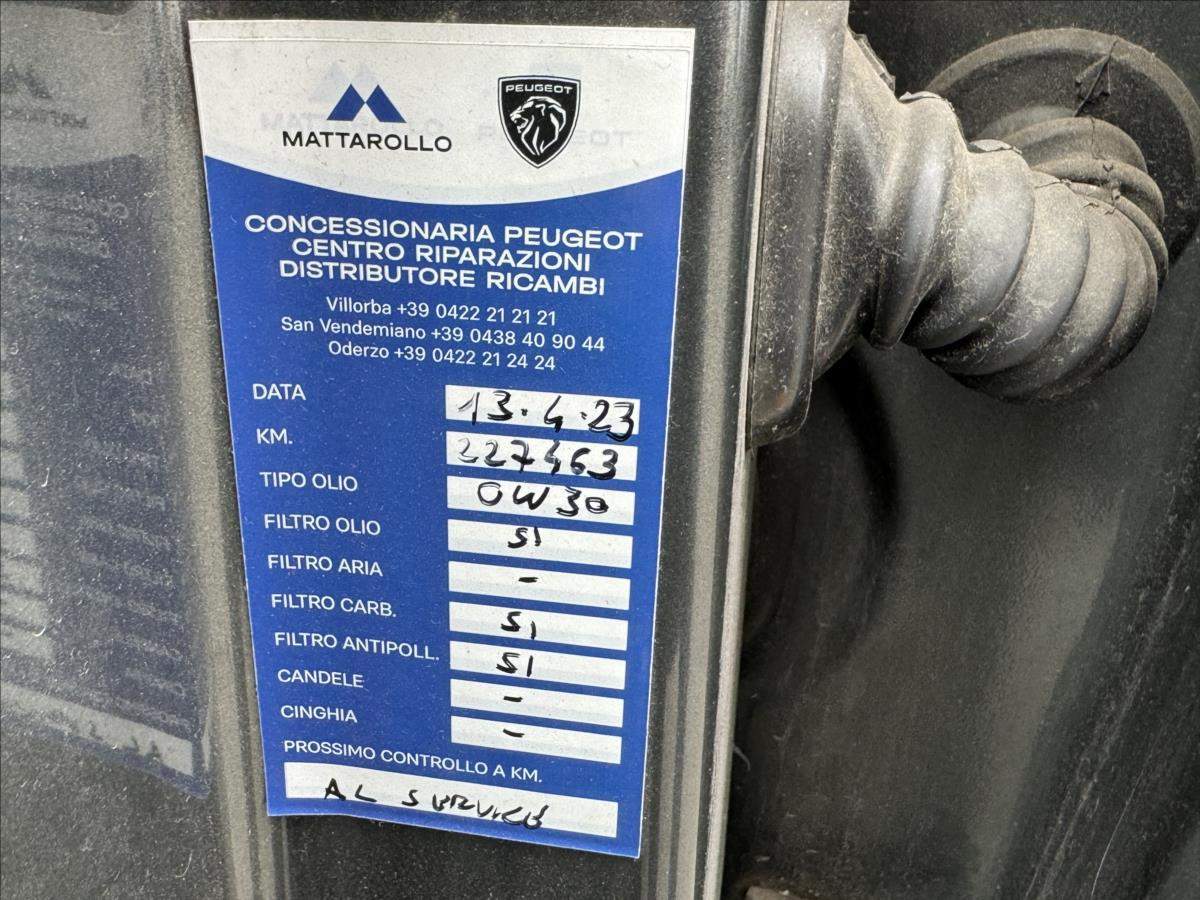 MATTAROLLO
PEUGEOT
CONCESSIONARIA PEUGEOT
CENTRO RIPARAZIONI
DISTRIBUTORE RICAMBI
Villorba +39 0422 21 21 21
San Vendemiano +39 0438 40 90 44
Oderzo +39 0422 21 24 24
DATA 13.4.23
KM. 227463
TIPO OLIO 0W30
FILTRO OLIO SI
FILTRO ARIA -
FILTRO CARB. SI
FILTRO ANTIPOLL. SI
CANDELE -
CINGHIA -
PROSSIMO CONTROLLO A KM.
AL SERVICE